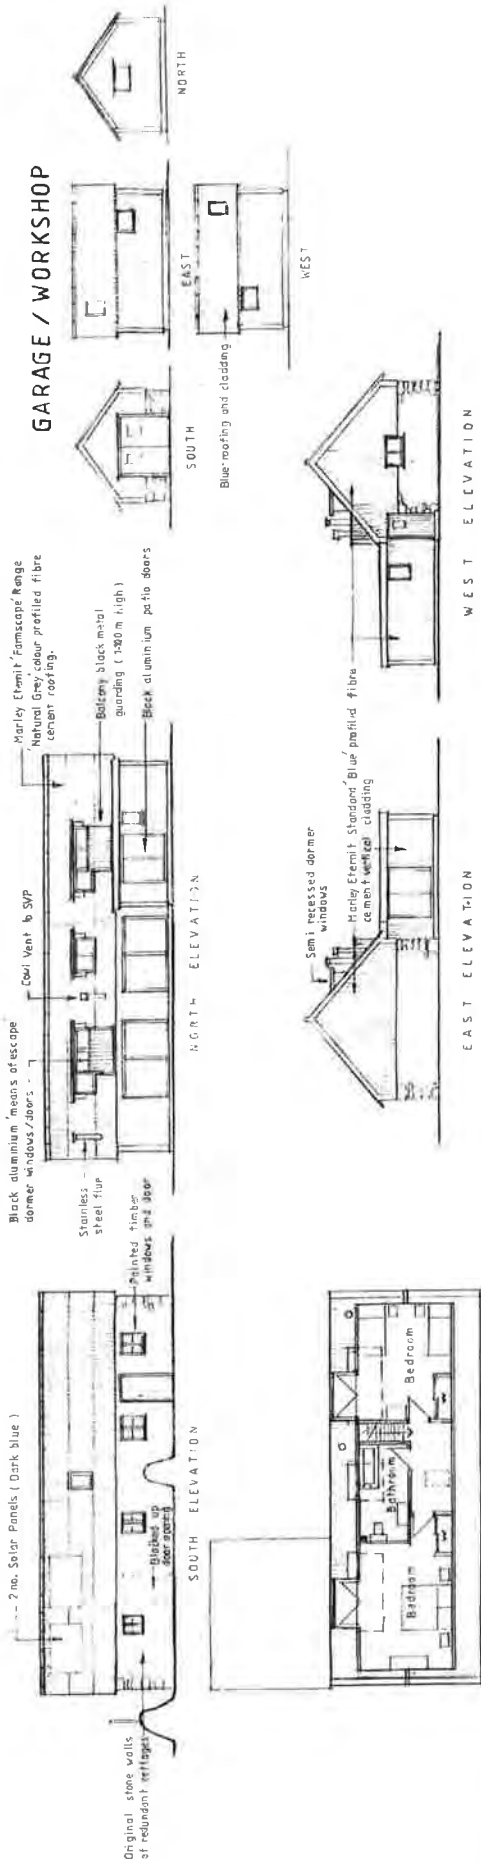 GARAGE / WORKSHOP
NORTH
EAST
WEST
SOUTH
Blue roofing and cladding
Marley Eternit 'Farmscape' Range
'Natural Grey' colour profiled fibre
cement roofing.
Balcony black metal
guarding ( 1·100 m high )
Black aluminium patio doors
Cowl Vent to SVP
Black aluminium 'means of escape'
dormer windows/doors
Stainless
steel flue
NORTH ELEVATION
2 no. Solar Panels ( Dark blue )
Painted timber
windows and door
Blocked up
door opening
Original stone walls
of redundant cottages
SOUTH ELEVATION
WEST ELEVATION
Semi recessed dormer
windows
Marley Eternit 'Standard Blue' profiled fibre
cement vertical cladding
EAST ELEVATION
Bedroom
Bathroom
Bedroom
W
W